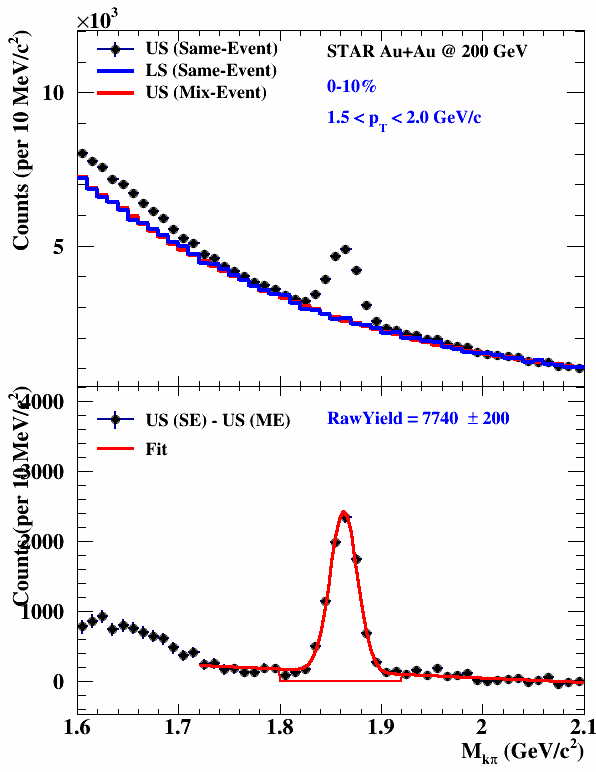 ×10³
US (Same-Event)
LS (Same-Event)
US (Mix-Event)
STAR Au+Au @ 200 GeV
0-10%
1.5 < p_T < 2.0 GeV/c
Counts (per 10 MeV/c²)
10
5
US (SE) - US (ME)
Fit
RawYield = 7740 ± 200
Counts (per 10 MeV/c²)
4000
3000
2000
1000
0
1.6 1.7 1.8 1.9 2 2.1
M_kπ (GeV/c²)